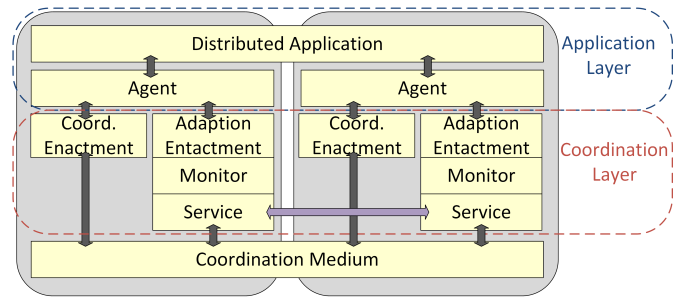 Distributed Application
Application
Layer
Agent
Agent
Coord.
Enactment
Adaption
Entactment
Coord.
Enactment
Adaption
Entactment
Coordination
Layer
Monitor
Monitor
Service
Service
Coordination Medium